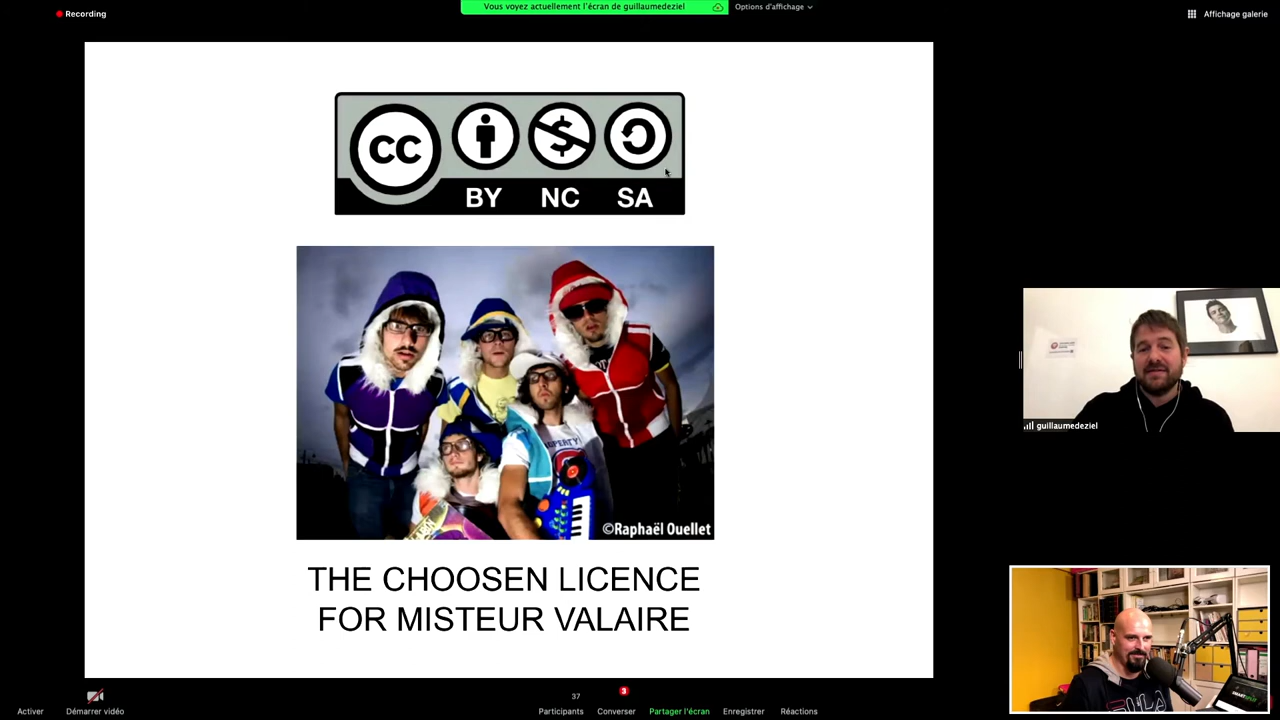 Recording
Vous voyez actuellement l'écran de guillaumedeziel
Options d'affichage
Affichage galerie
CC
BY NC SA
©Raphaël Ouellet
THE CHOOSEN LICENCE
FOR MISTEUR VALAIRE
guillaumedeziel
Activer
Démarrer vidéo
37
Participants
3
Converser
Partager l'écran
Enregistrer
Réactions